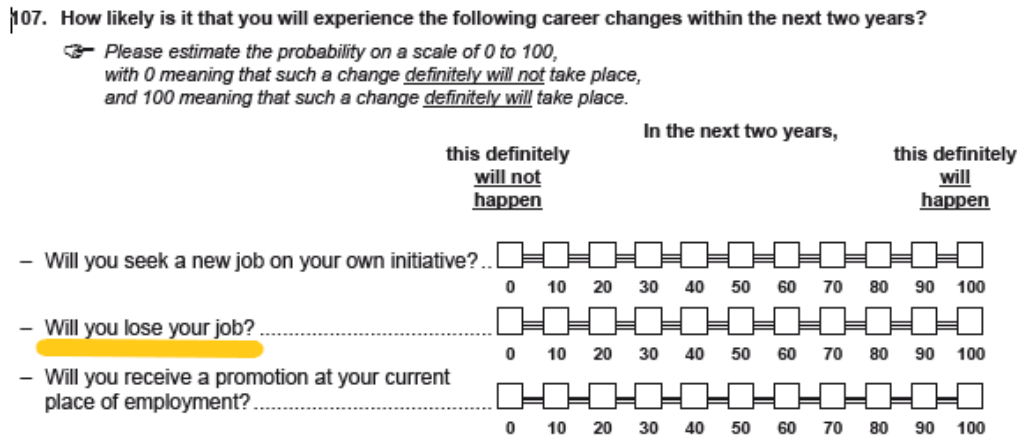 107. How likely is it that you will experience the following career changes within the next two years?
Please estimate the probability on a scale of 0 to 100,
with 0 meaning that such a change definitely will not take place,
and 100 meaning that such a change definitely will take place.
In the next two years,
this definitely will not happen
this definitely will happen
– Will you seek a new job on your own initiative?..
0 10 20 30 40 50 60 70 80 90 100
– Will you lose your job?............................................
0 10 20 30 40 50 60 70 80 90 100
– Will you receive a promotion at your current
place of employment?.............................................
0 10 20 30 40 50 60 70 80 90 100